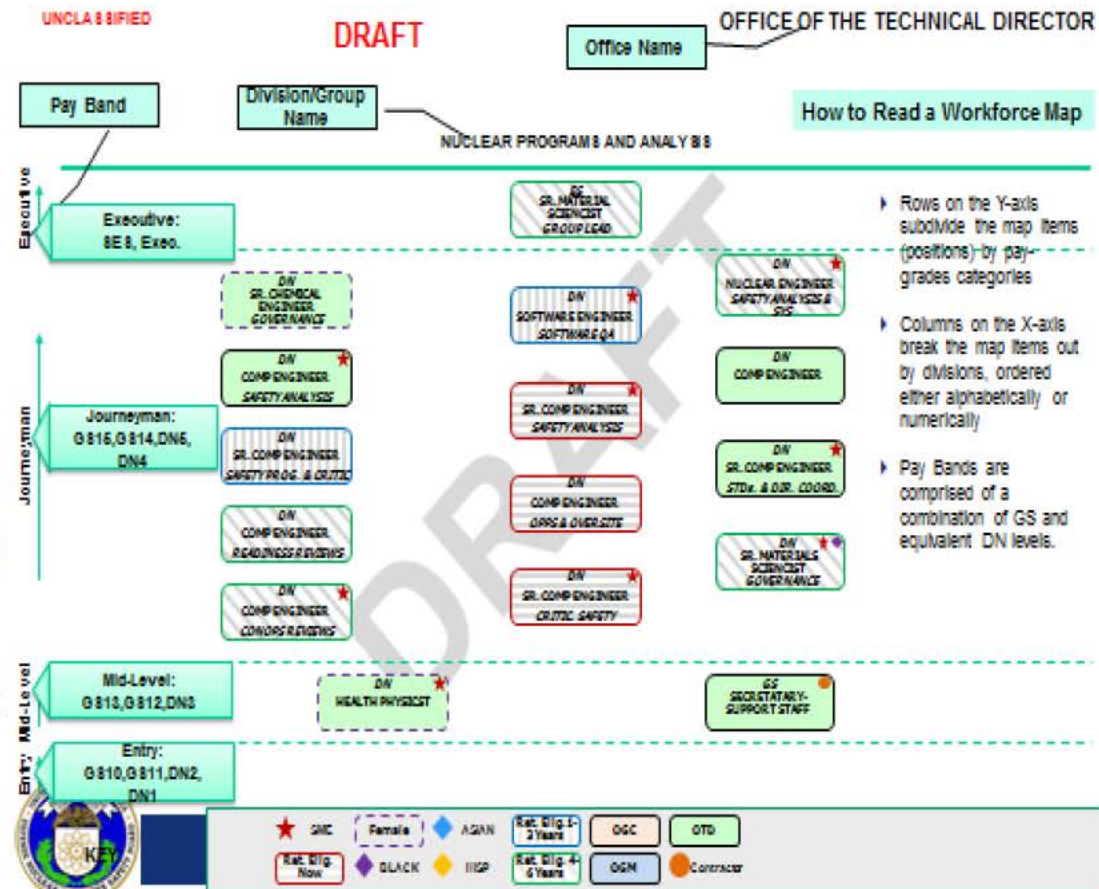 UNCLASSIFIED
DRAFT
OFFICE OF THE TECHNICAL DIRECTOR
Office Name
Pay Band
Division/Group
Name
How to Read a Workforce Map
NUCLEAR PROGRAMS AND ANALYSIS
Executive
Executive:
SES, Exec.
SR. MATERIAL
SCIENTIST
GROUP LEAD
Rows on the Y-axis
subdivide the map items
(positions) by pay-
grades categories
Columns on the X-axis
break the map items out
by divisions, ordered
either alphabetically or
numerically
Pay Bands are
comprised of a
combination of GS and
equivalent DN levels.
Journeyman
Journeyman:
GS15,GS14,DN5,
DN4
DN
SR. CHEMICAL
ENGINEER
GOVERNANCE
DN
COMP ENGINEER
SAFETY ANALYSIS
DN
SR. COMP ENGINEER
SAFETY PROG. & CRITIC
DN
COMP ENGINEER
READINESS REVIEWS
DN
COMP ENGINEER
CONOPS REVIEWS
DN
SOFTWARE ENGINEER
SOFTWARE QA
DN
SR. COMP ENGINEER
SAFETY ANALYSIS
DN
COMP ENGINEER
OPPS & OVERSITE
DN
SR. COMP ENGINEER
CRITIC. SAFETY
DN
NUCLEAR ENGINEER
SAFETY ANALYSIS &
SYS
DN
COMP ENGINEER
DN
SR. COMP ENGINEER
STDs. & DIR. COORD.
DN
SR. MATERIALS
SCIENTIST
GOVERNANCE
DRAFT
Mid-Level
Mid-Level:
GS13,GS12,DN3
DN
HEALTH PHYSICST
GS
SECRETATARY-
SUPPORT STAFF
Entry
Entry:
GS10,GS11,DN2,
DN1
KEY
SME
Female
ASIAN
Ret. Elig. 1-
3 Years
OGC
OTD
Ret. Elig.
Now
BLACK
HISP
Ret. Elig. 4-
6 Years
OGM
Contractor